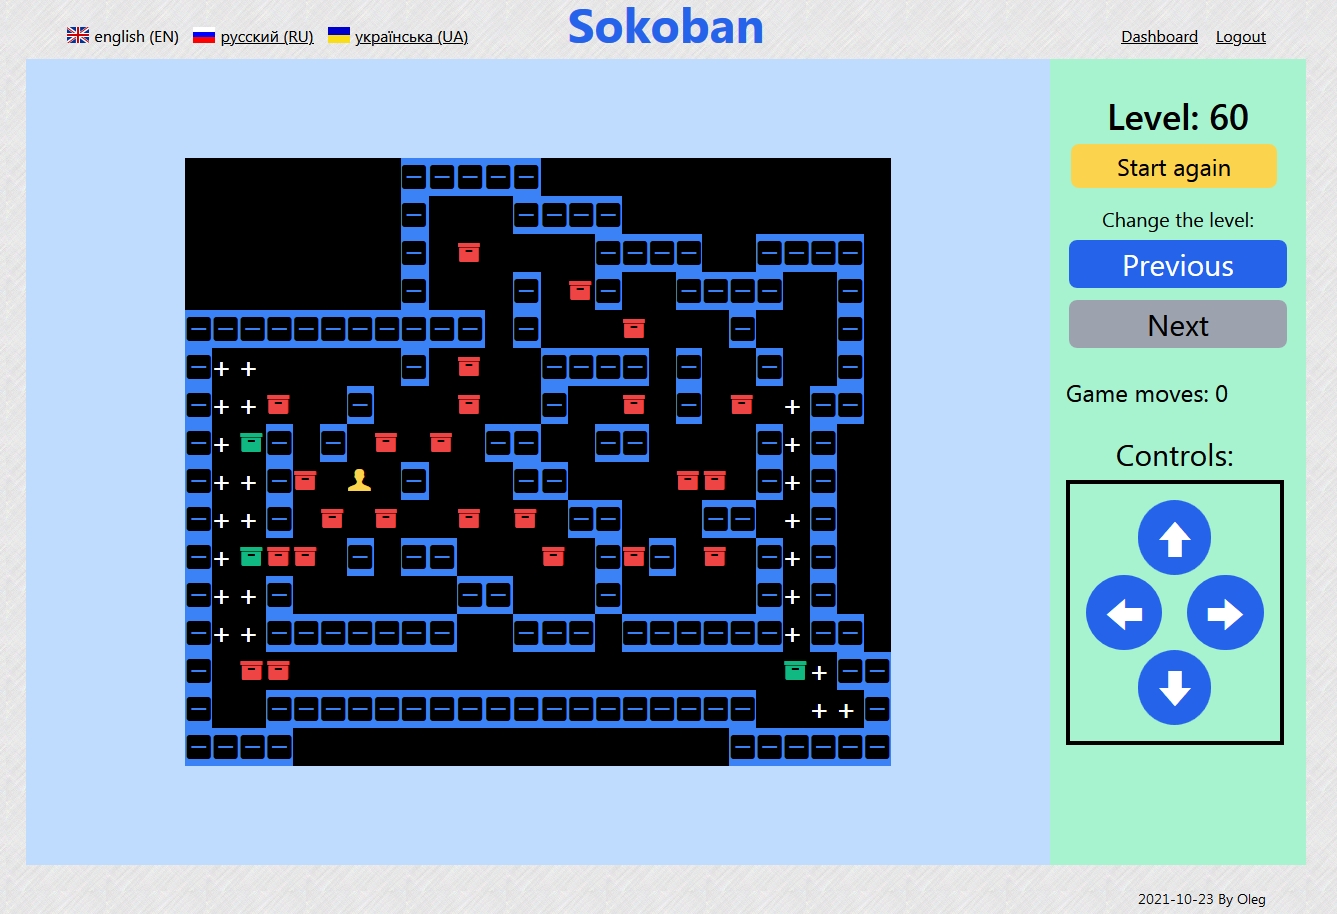 Sokoban
english (EN) русский (RU) українська (UA)
Dashboard Logout
Level: 60
Start again
Change the level:
Previous
Next
Game moves: 0
Controls:
2021-10-23 By Oleg